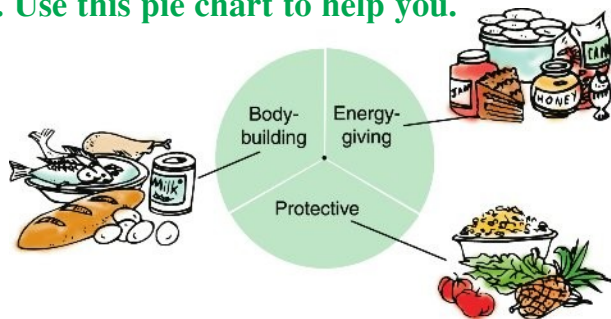 . Use this pie chart to help you.
Body-
building
Energy-
giving
Protective
Milk
JAM
HONEY
CAN